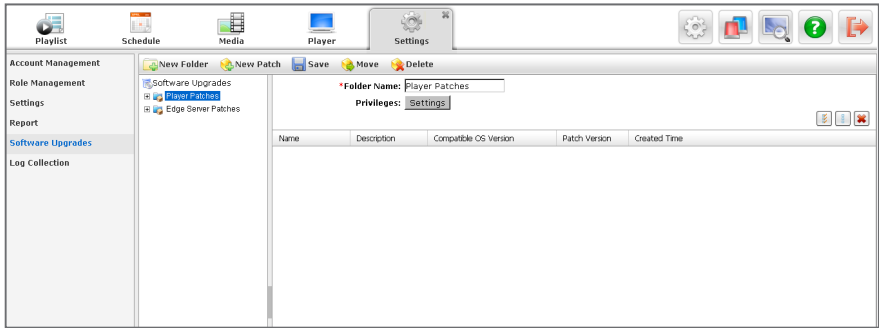 Playlist
Schedule
Media
Player
Settings
Account Management
Role Management
Settings
Report
Software Upgrades
Log Collection
New Folder
New Patch
Save
Move
Delete
Software Upgrades
Player Patches
Edge Server Patches
*Folder Name: Player Patches
Privileges: Settings
Name Description Compatible OS Version Patch Version Created Time